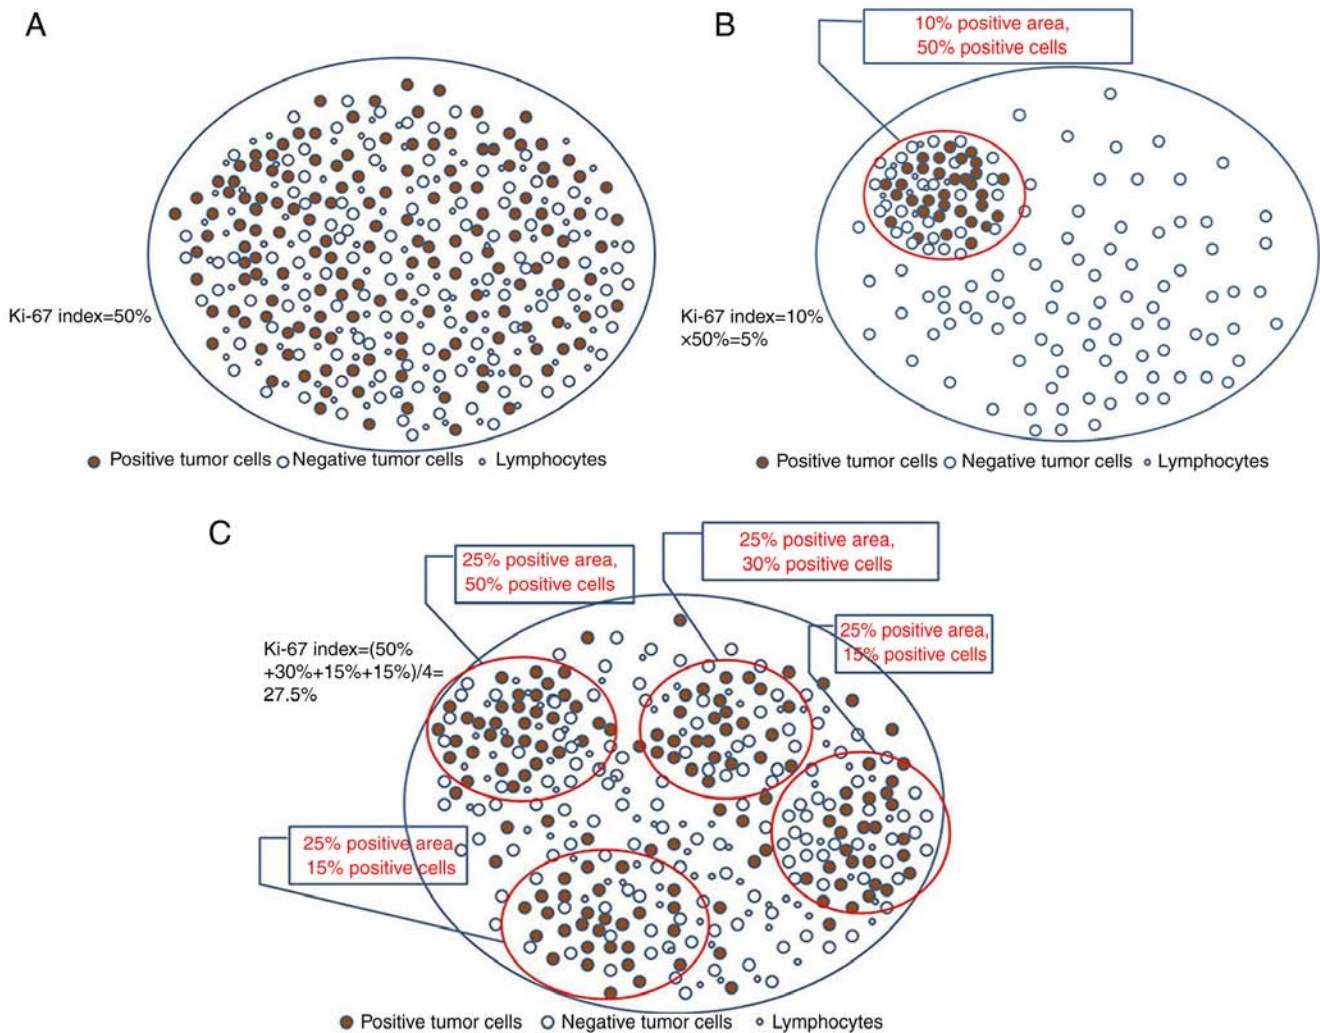 A
Ki-67 index=50%
Positive tumor cells Negative tumor cells Lymphocytes
B
10% positive area,
50% positive cells
Ki-67 index=10%
×50%=5%
Positive tumor cells Negative tumor cells Lymphocytes
C
25% positive area,
50% positive cells
25% positive area,
30% positive cells
25% positive area,
15% positive cells
Ki-67 index=(50%
+30%+15%+15%)/4=
27.5%
25% positive area,
15% positive cells
Positive tumor cells Negative tumor cells Lymphocytes